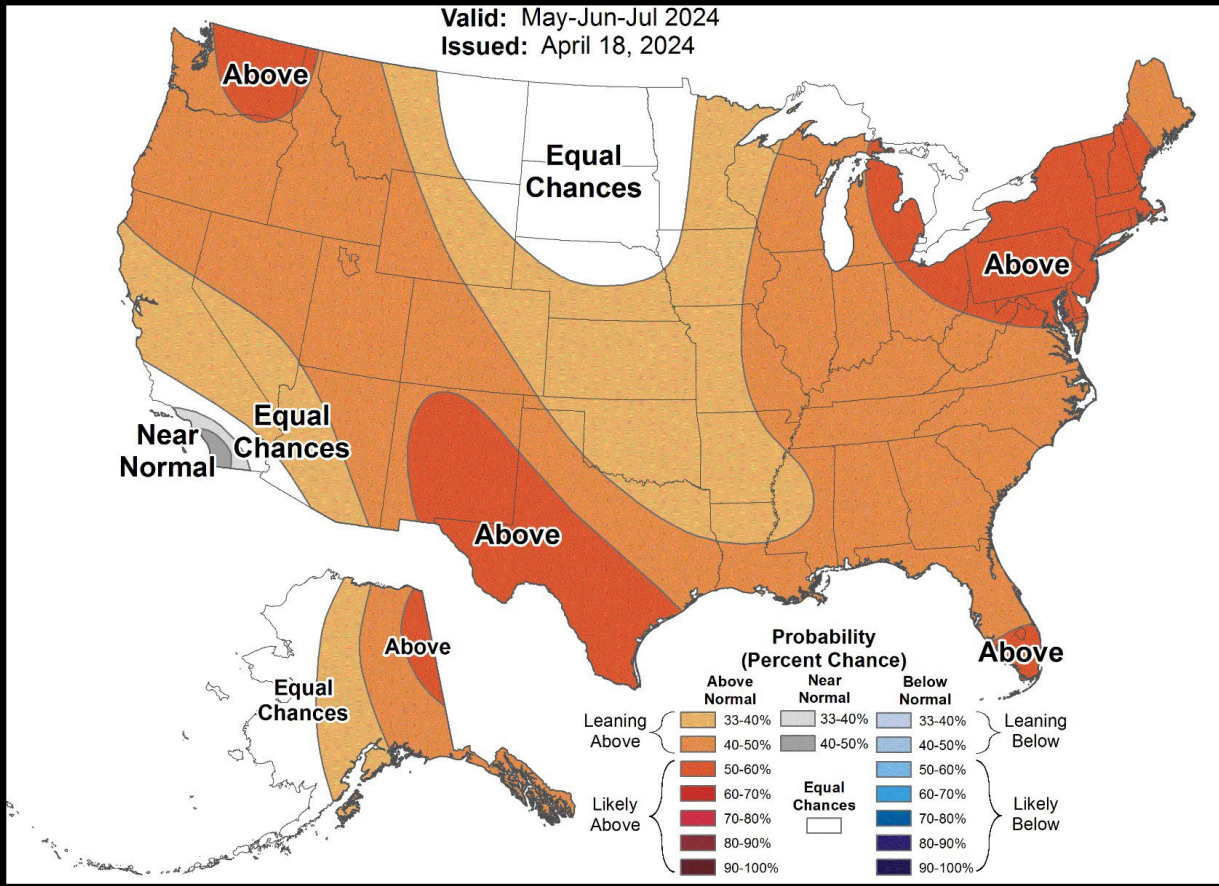 Valid: May-Jun-Jul 2024
Issued: April 18, 2024
Above
Equal
Chances
Above
Equal
Chances
Near
Normal
Above
Above
Equal
Chances
Above
Probability
(Percent Chance)
Above
Normal
Near
Normal
Below
Normal
Leaning
Above
33-40%
40-50%
33-40%
40-50%
33-40%
40-50%
Leaning
Below
Likely
Above
50-60%
60-70%
70-80%
80-90%
90-100%
Equal
Chances
50-60%
60-70%
70-80%
80-90%
90-100%
Likely
Below